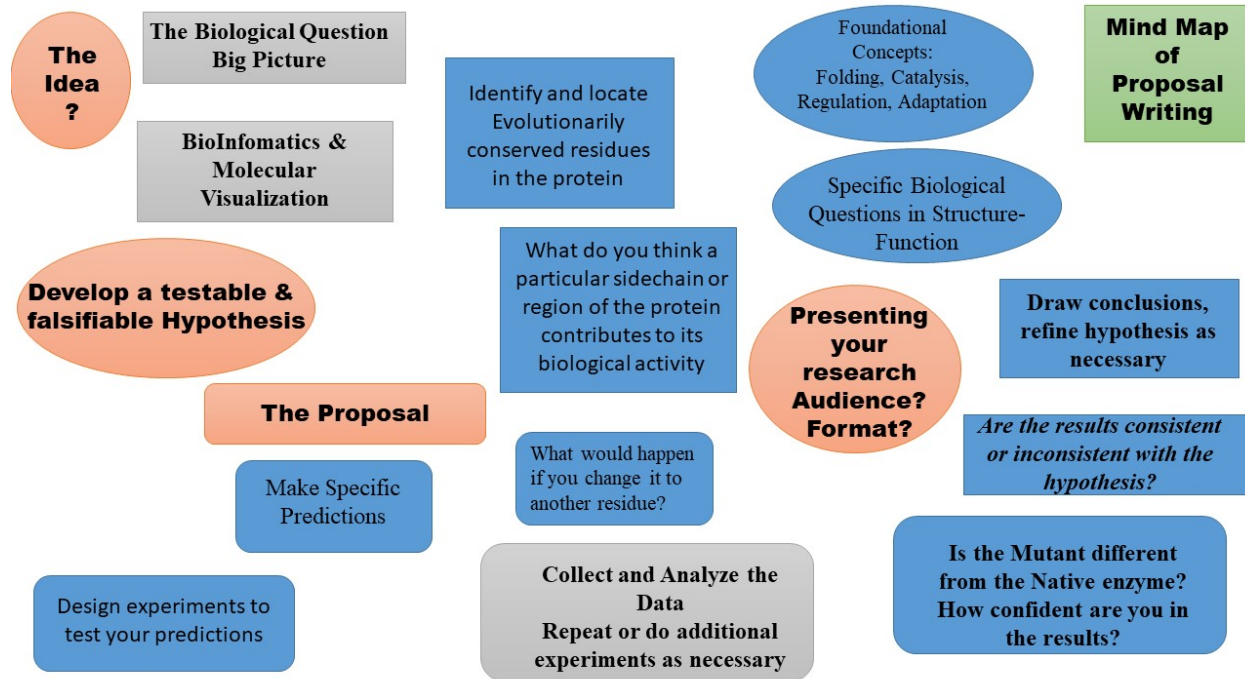 The
Idea
?
The Biological Question
Big Picture
BioInfomatics &
Molecular
Visualization
Identify and locate
Evolutionarily
conserved residues
in the protein
Foundational
Concepts:
Folding, Catalysis,
Regulation, Adaptation
Mind Map
of
Proposal
Writing
Specific Biological
Questions in Structure-
Function
Develop a testable &
falsifiable Hypothesis
What do you think a
particular sidechain or
region of the protein
contributes to its
biological activity
Presenting
your
research
Audience?
Format?
Draw conclusions,
refine hypothesis as
necessary
The Proposal
Are the results consistent
or inconsistent with the
hypothesis?
Make Specific
Predictions
What would happen
if you change it to
another residue?
Design experiments to
test your predictions
Collect and Analyze the
Data
Repeat or do additional
experiments as necessary
Is the Mutant different
from the Native enzyme?
How confident are you in
the results?